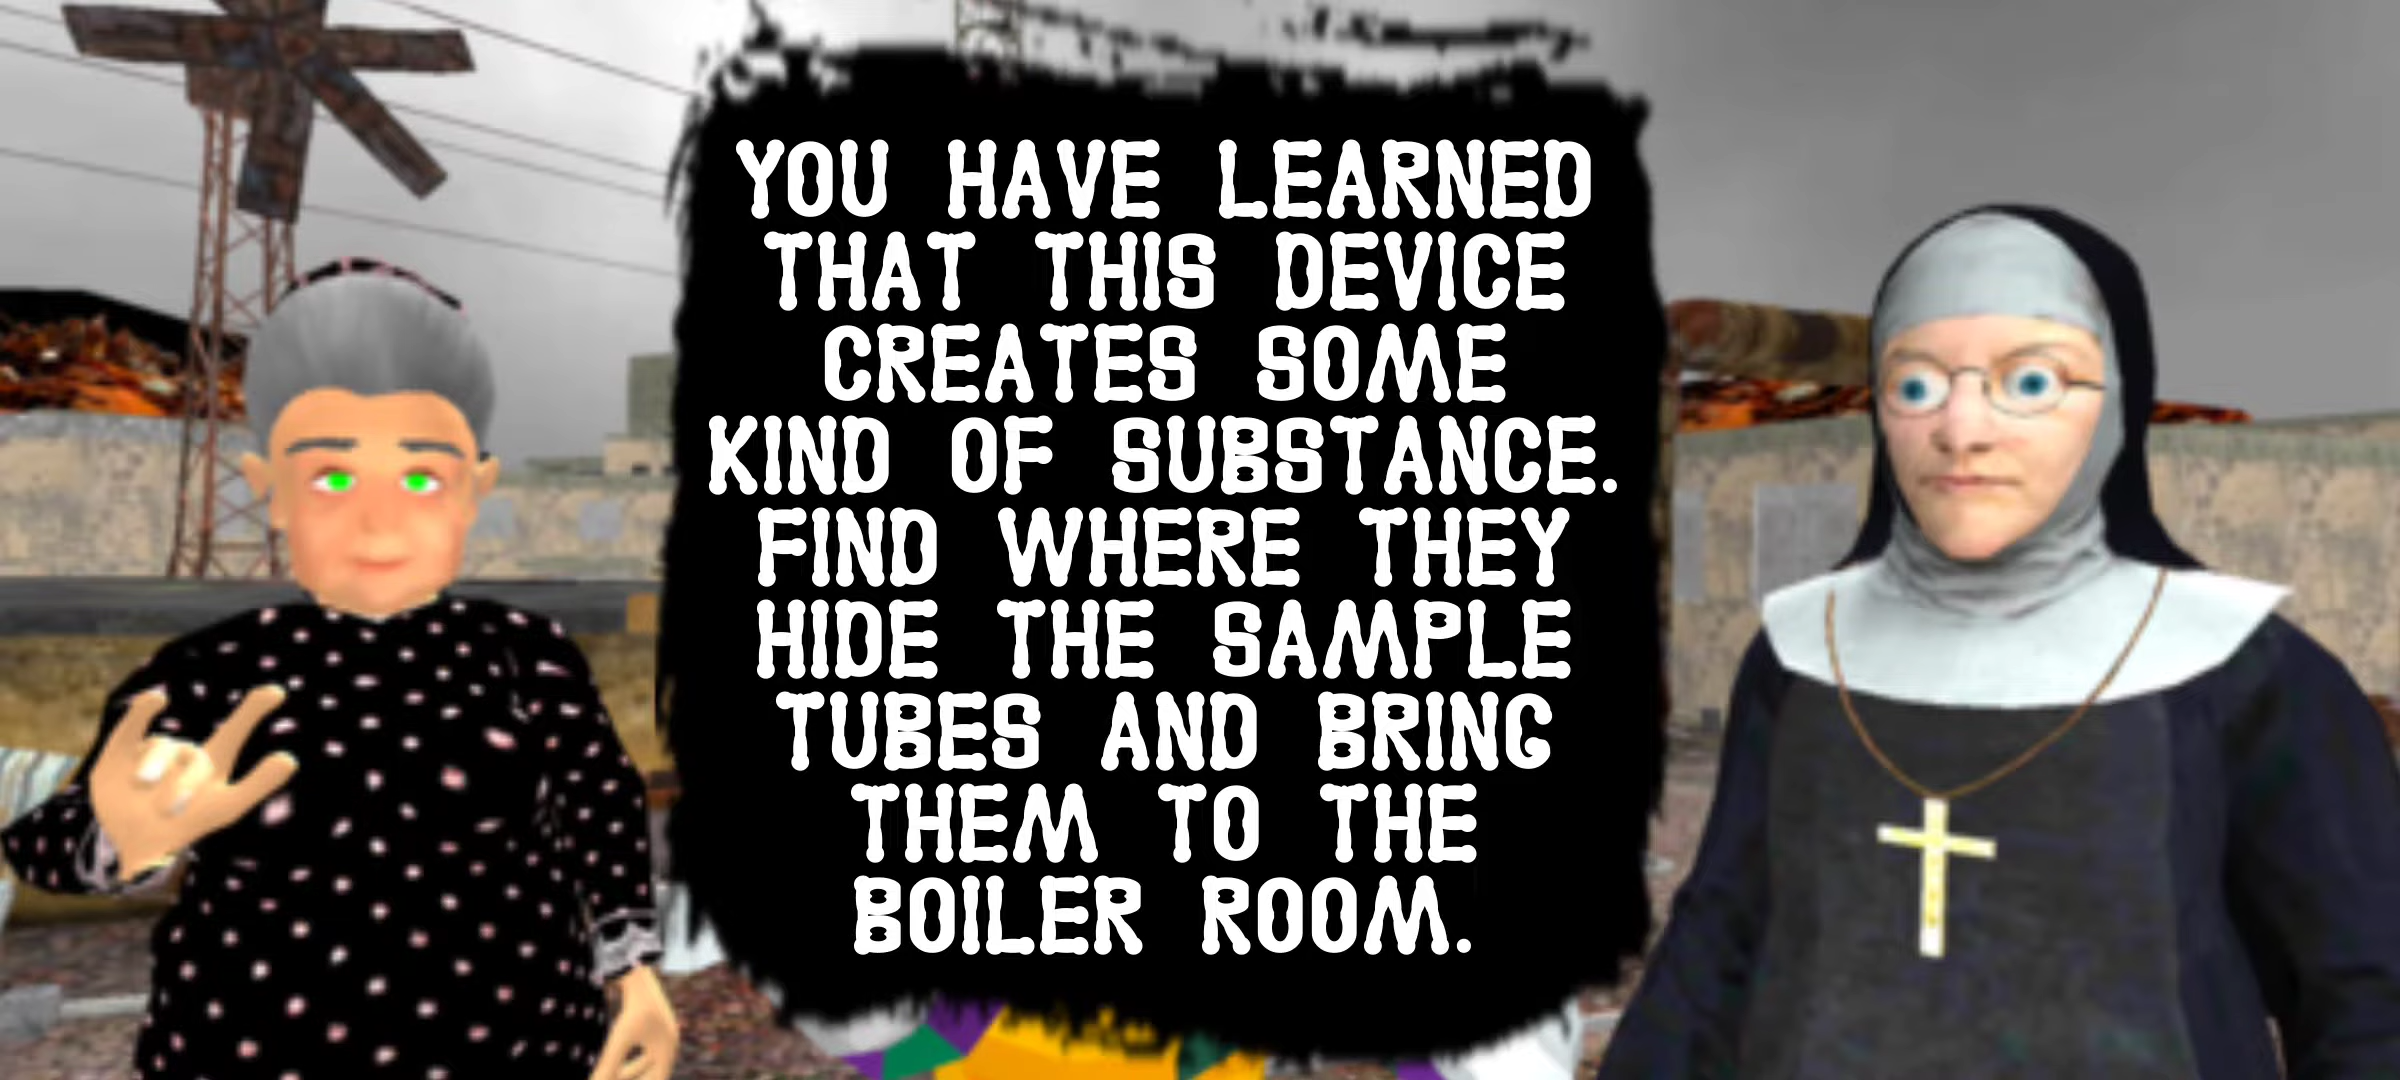 YOU HAVE LEARNED
THAT THIS DEVICE
CREATES SOME
KIND OF SUBSTANCE.
FIND WHERE THEY
HIDE THE SAMPLE
TUBES AND BRING
THEM TO THE
BOILER ROOM.